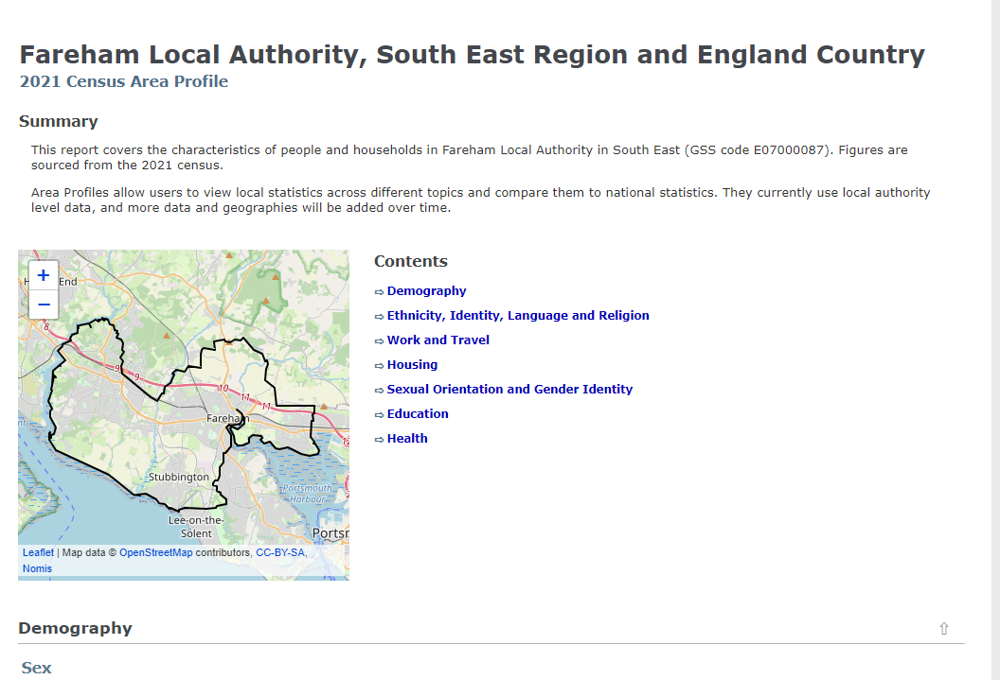 Fareham Local Authority, South East Region and England Country
2021 Census Area Profile
Summary
This report covers the characteristics of people and households in Fareham Local Authority in South East (GSS code E07000087). Figures are
sourced from the 2021 census.
Area Profiles allow users to view local statistics across different topics and compare them to national statistics. They currently use local authority
level data, and more data and geographies will be added over time.
+
−
End
8
9
9
10
11
11
12
Fareham
Stubbington
Portsmouth
Harbour
Lee-on-the-
Solent
Ports
Leaflet | Map data © OpenStreetMap contributors, CC-BY-SA,
Nomis
Contents
⇨ Demography
⇨ Ethnicity, Identity, Language and Religion
⇨ Work and Travel
⇨ Housing
⇨ Sexual Orientation and Gender Identity
⇨ Education
⇨ Health
Demography ⇧
Sex